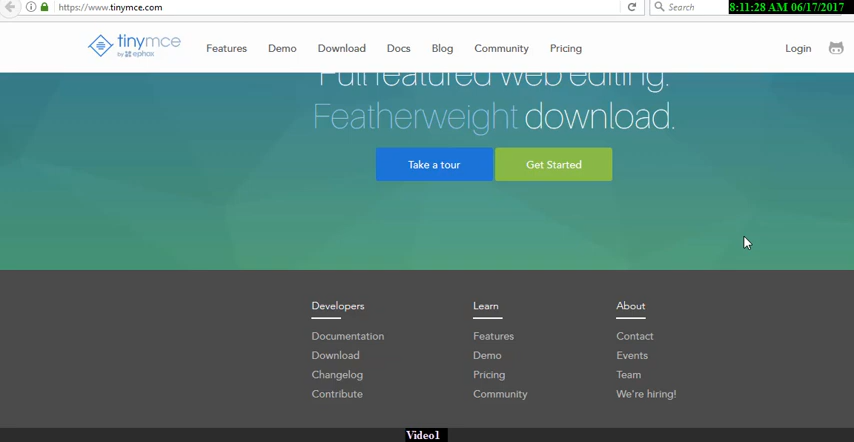 https://www.tinymce.com
Search
8:11:28 AM 06/17/2017
tinymce
by ephox
Features Demo Download Docs Blog Community Pricing Login
Full featured web editing.
Featherweight download.
Take a tour Get Started
Developers Learn About
Documentation Features Contact
Download Demo Events
Changelog Pricing Team
Contribute Community We're hiring!
Video1